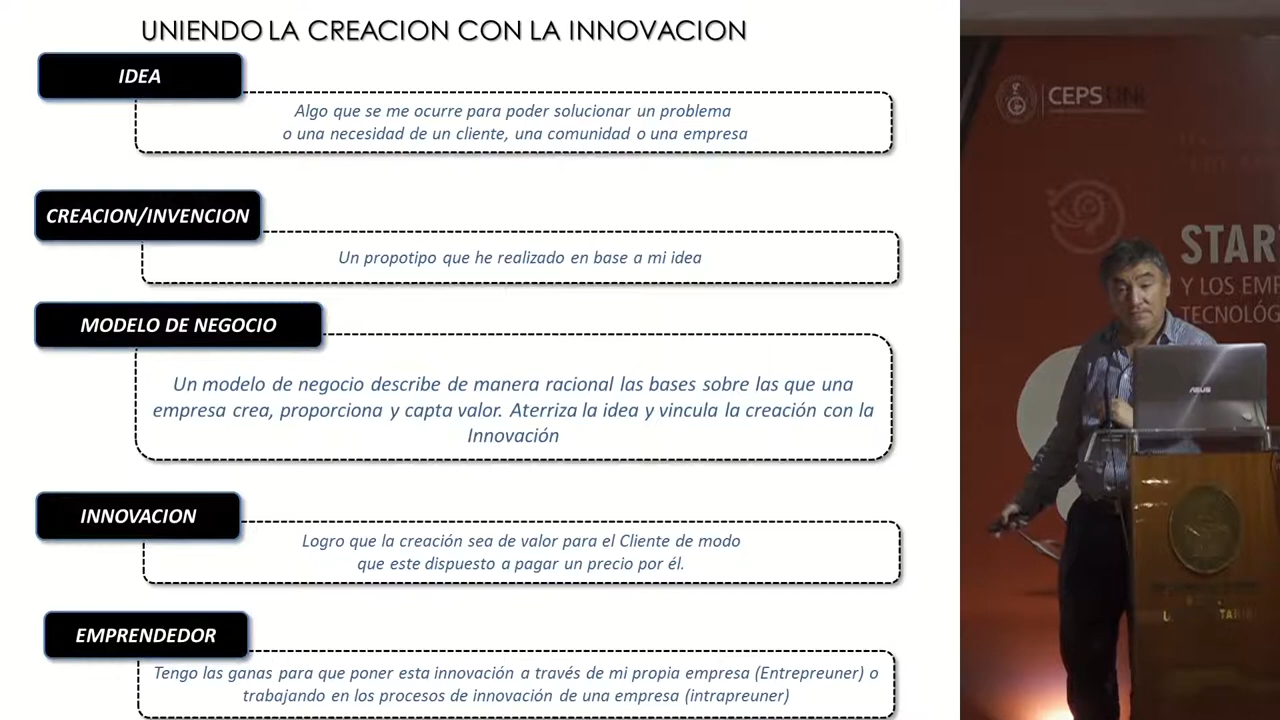 UNIENDO LA CREACION CON LA INNOVACION
IDEA
Algo que se me ocurre para poder solucionar un problema
o una necesidad de un cliente, una comunidad o una empresa
CREACION/INVENCION
Un propotipo que he realizado en base a mi idea
MODELO DE NEGOCIO
Un modelo de negocio describe de manera racional las bases sobre las que una
empresa crea, proporciona y capta valor. Aterriza la idea y vincula la creación con la
Innovación
INNOVACION
Logro que la creación sea de valor para el Cliente de modo
que este dispuesto a pagar un precio por él.
EMPRENDEDOR
Tengo las ganas para que poner esta innovación a través de mi propia empresa (Entrepreuner) o
trabajando en los procesos de innovación de una empresa (intrapreuner)
CEPS UNI
STAR
Y LOS EMP
TECNOLÓG
ASUS